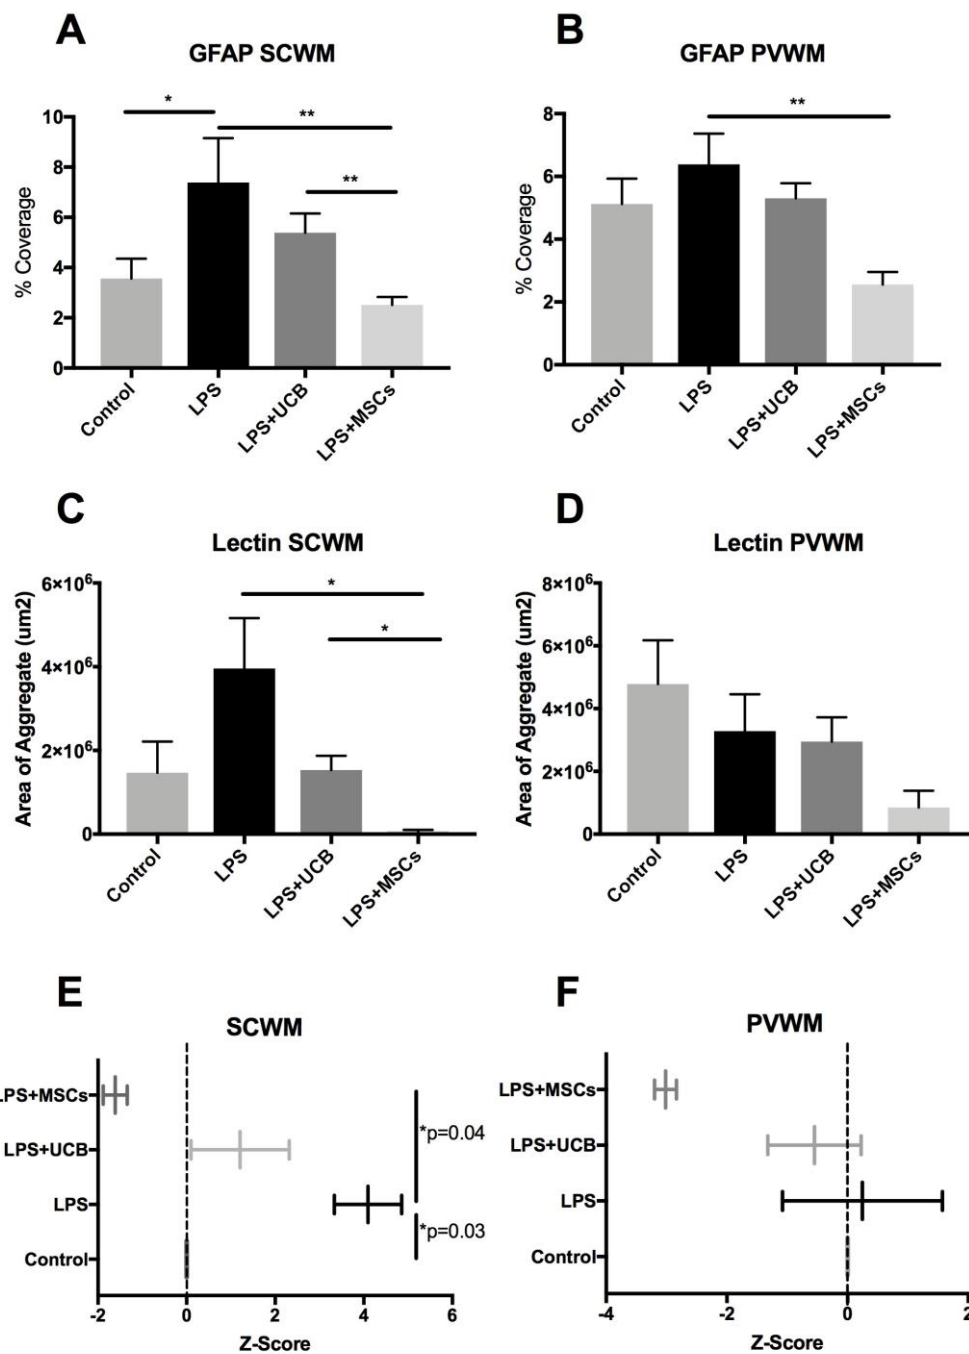 A
GFAP SCWM
% Coverage
10
8
6
4
2
0
*
**
**
Control
LPS
LPS+UCB
LPS+MSCs
B
GFAP PVWM
% Coverage
8
6
4
2
0
**
Control
LPS
LPS+UCB
LPS+MSCs
C
Lectin SCWM
Area of Aggregate (um2)
6×10⁶
4×10⁶
2×10⁶
0
*
*
Control
LPS
LPS+UCB
LPS+MSCs
D
Lectin PVWM
Area of Aggregate (um2)
8×10⁶
6×10⁶
4×10⁶
2×10⁶
0
Control
LPS
LPS+UCB
LPS+MSCs
E
SCWM
LPS+MSCs
LPS+UCB
LPS
Control
*p=0.04
*p=0.03
-2
0
2
4
6
Z-Score
F
PVWM
LPS+MSCs
LPS+UCB
LPS
Control
-4
-2
0
2
Z-Score